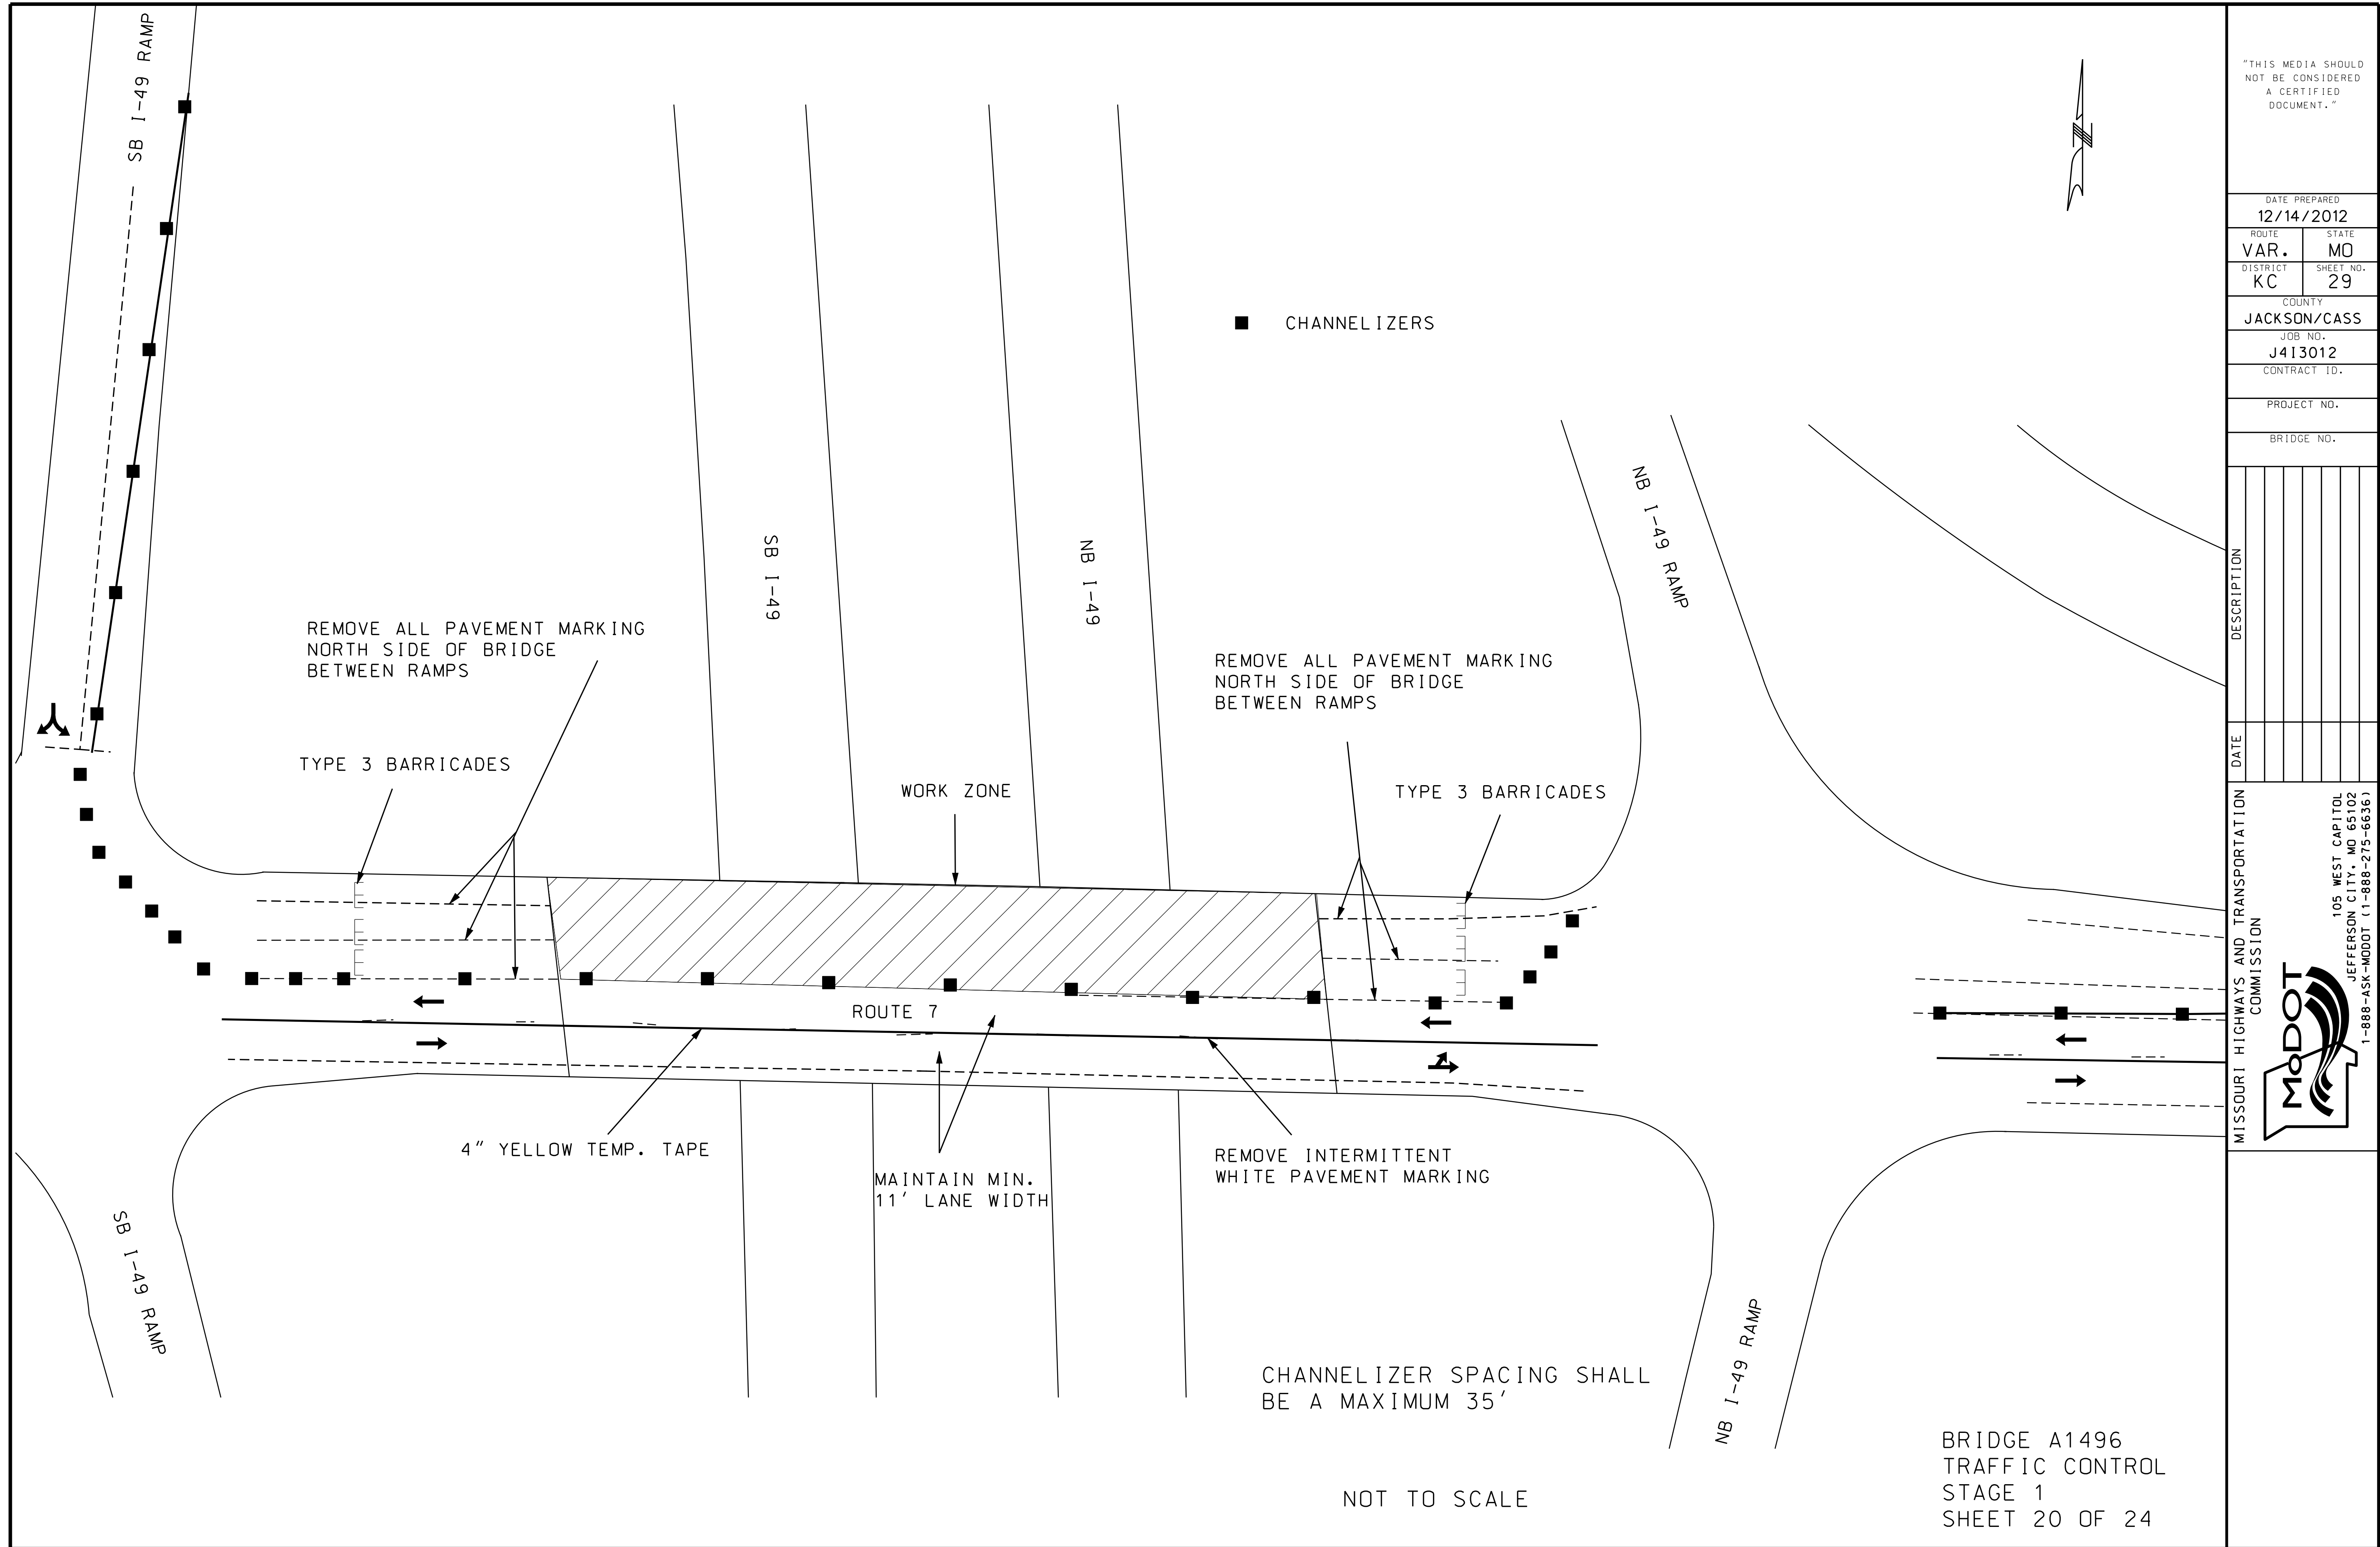 SB I-49 RAMP
CHANNELIZERS
SB I-49
NB I-49
NB I-49 RAMP
REMOVE ALL PAVEMENT MARKING
NORTH SIDE OF BRIDGE
BETWEEN RAMPS
REMOVE ALL PAVEMENT MARKING
NORTH SIDE OF BRIDGE
BETWEEN RAMPS
TYPE 3 BARRICADES
WORK ZONE
TYPE 3 BARRICADES
ROUTE 7
4" YELLOW TEMP. TAPE
MAINTAIN MIN.
11' LANE WIDTH
REMOVE INTERMITTENT
WHITE PAVEMENT MARKING
SB I-49 RAMP
NB I-49 RAMP
CHANNELIZER SPACING SHALL
BE A MAXIMUM 35'
NOT TO SCALE
BRIDGE A1496
TRAFFIC CONTROL
STAGE 1
SHEET 20 OF 24
N
"THIS MEDIA SHOULD
NOT BE CONSIDERED
A CERTIFIED
DOCUMENT."
DATE PREPARED
12/14/2012
ROUTE
VAR.
STATE
MO
DISTRICT
KC
SHEET NO.
29
COUNTY
JACKSON/CASS
JOB NO.
J4I3012
CONTRACT ID.
PROJECT NO.
BRIDGE NO.
DESCRIPTION
DATE
MISSOURI HIGHWAYS AND TRANSPORTATION
COMMISSION
MoDOT
105 WEST CAPITOL
JEFFERSON CITY, MO 65102
1-888-ASK-MODOT (1-888-275-6636)